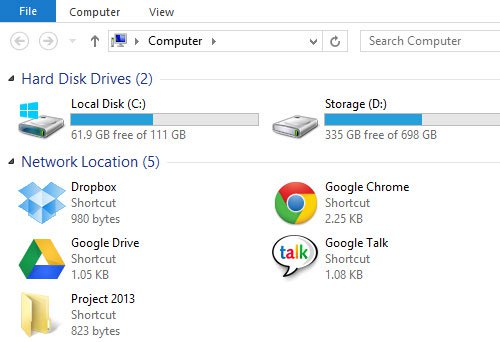 File Computer View
Computer Search Computer
Hard Disk Drives (2)
Local Disk (C:) Storage (D:)
61.9 GB free of 111 GB 335 GB free of 698 GB
Network Location (5)
Dropbox Google Chrome
Shortcut Shortcut
980 bytes 2.25 KB
Google Drive talk Google Talk
Shortcut Shortcut
1.05 KB 1.08 KB
Project 2013
Shortcut
823 bytes